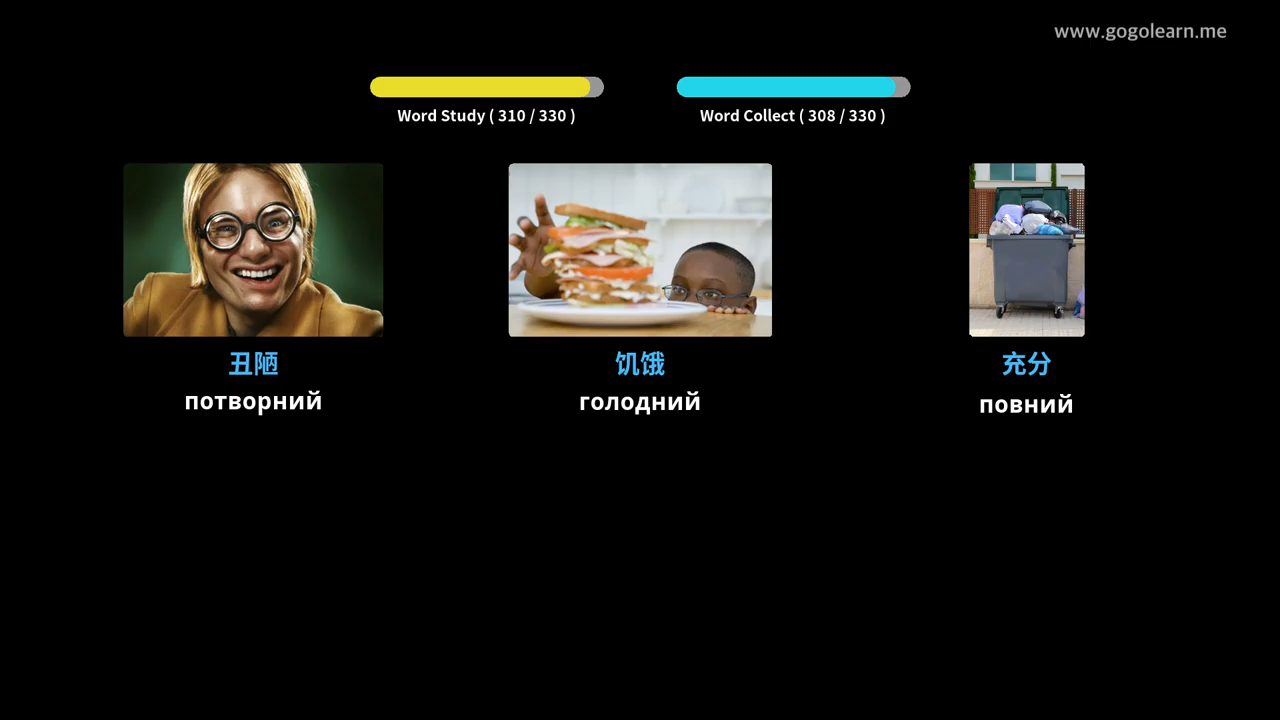 www.gogolearn.me
Word Study ( 310 / 330 )
Word Collect ( 308 / 330 )
丑陋
饥饿
充分
потворний
голодний
повний